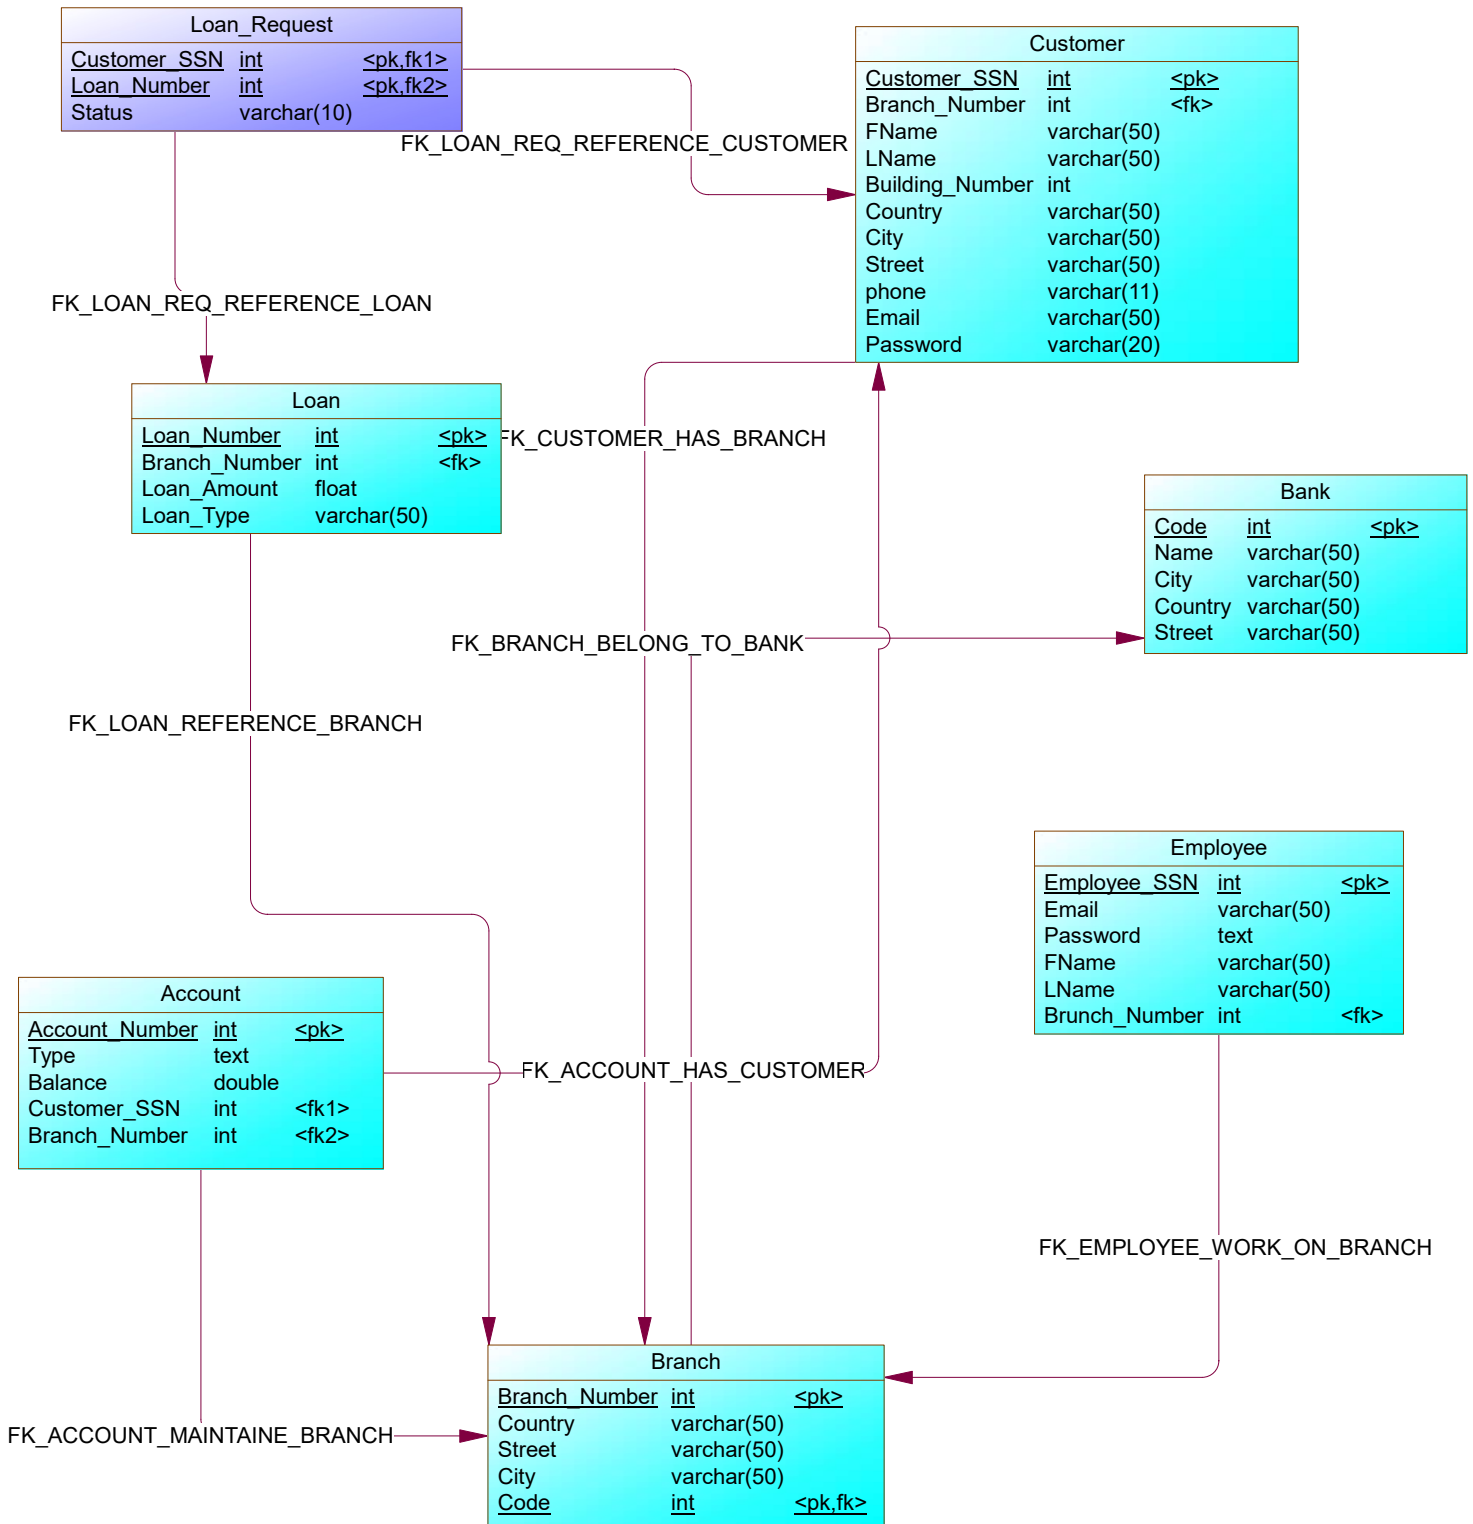 Loan_Request
Customer_SSN int <pk,fk1>
Loan_Number int <pk,fk2>
Status varchar(10)
Customer
Customer_SSN int <pk>
Branch_Number int <fk>
FName varchar(50)
LName varchar(50)
Building_Number int
Country varchar(50)
City varchar(50)
Street varchar(50)
phone varchar(11)
Email varchar(50)
Password varchar(20)
FK_LOAN_REQ_REFERENCE_CUSTOMER
FK_LOAN_REQ_REFERENCE_LOAN
Loan
Loan_Number int <pk>
Branch_Number int <fk>
Loan_Amount float
Loan_Type varchar(50)
FK_CUSTOMER_HAS_BRANCH
Bank
Code int <pk>
Name varchar(50)
City varchar(50)
Country varchar(50)
Street varchar(50)
FK_BRANCH_BELONG_TO_BANK
FK_LOAN_REFERENCE_BRANCH
Employee
Employee_SSN int <pk>
Email varchar(50)
Password text
FName varchar(50)
LName varchar(50)
Brunch_Number int <fk>
Account
Account_Number int <pk>
Type text
Balance double
Customer_SSN int <fk1>
Branch_Number int <fk2>
FK_ACCOUNT_HAS_CUSTOMER
FK_EMPLOYEE_WORK_ON_BRANCH
Branch
Branch_Number int <pk>
Country varchar(50)
Street varchar(50)
City varchar(50)
Code int <pk,fk>
FK_ACCOUNT_MAINTAINE_BRANCH